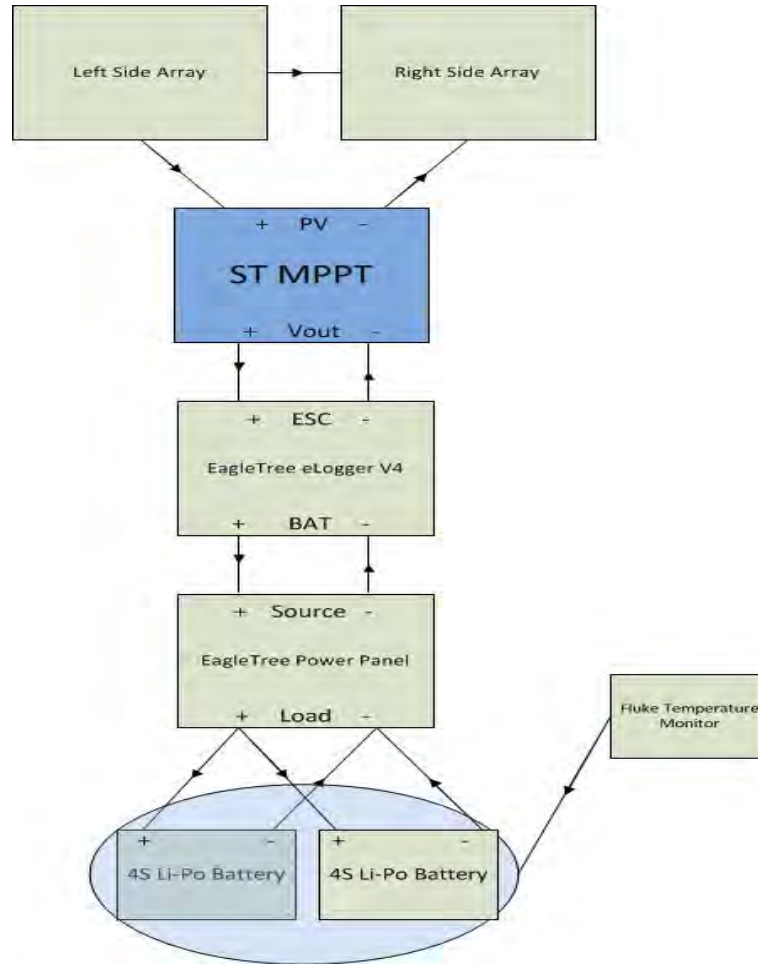 Left Side Array
Right Side Array
+ PV -
ST MPPT
+ Vout -
+ ESC -
EagleTree eLogger V4
+ BAT -
+ Source -
EagleTree Power Panel
+ Load -
Fluke Temperature
Monitor
+ -
4S Li-Po Battery
+ -
4S Li-Po Battery